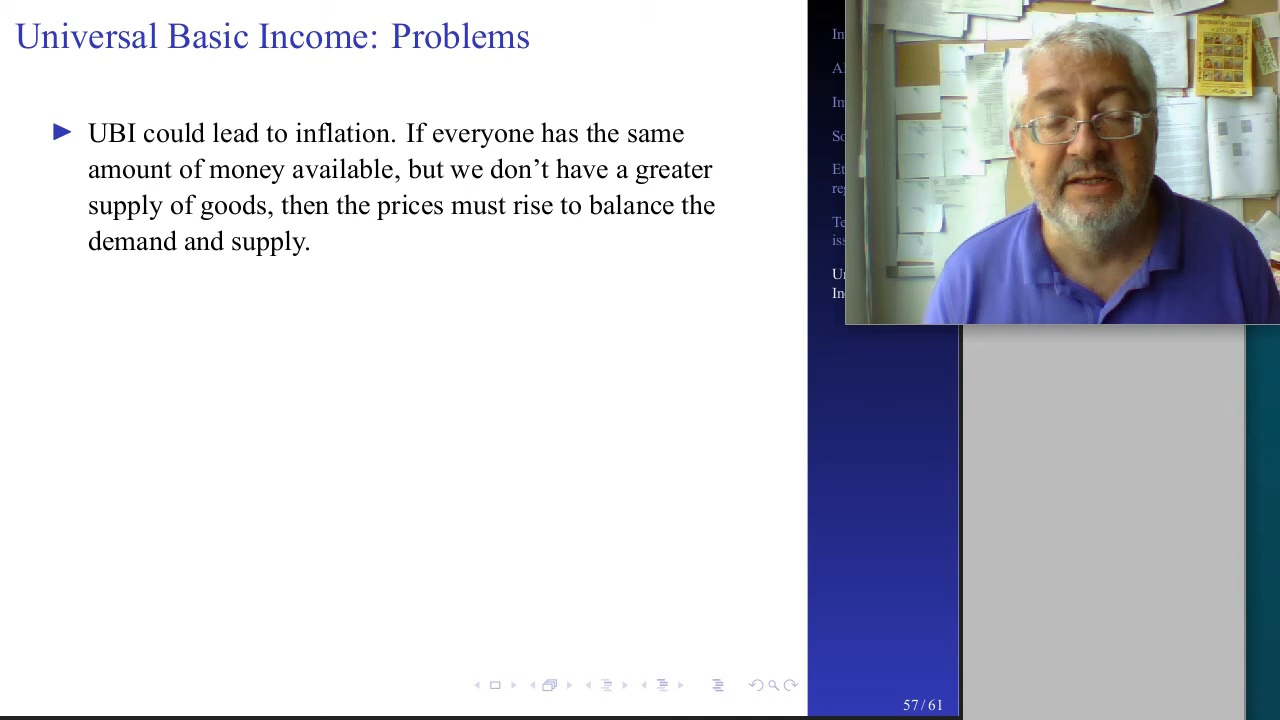 Universal Basic Income: Problems
UBI could lead to inflation. If everyone has the same
amount of money available, but we don’t have a greater
supply of goods, then the prices must rise to balance the
demand and supply.
57/61